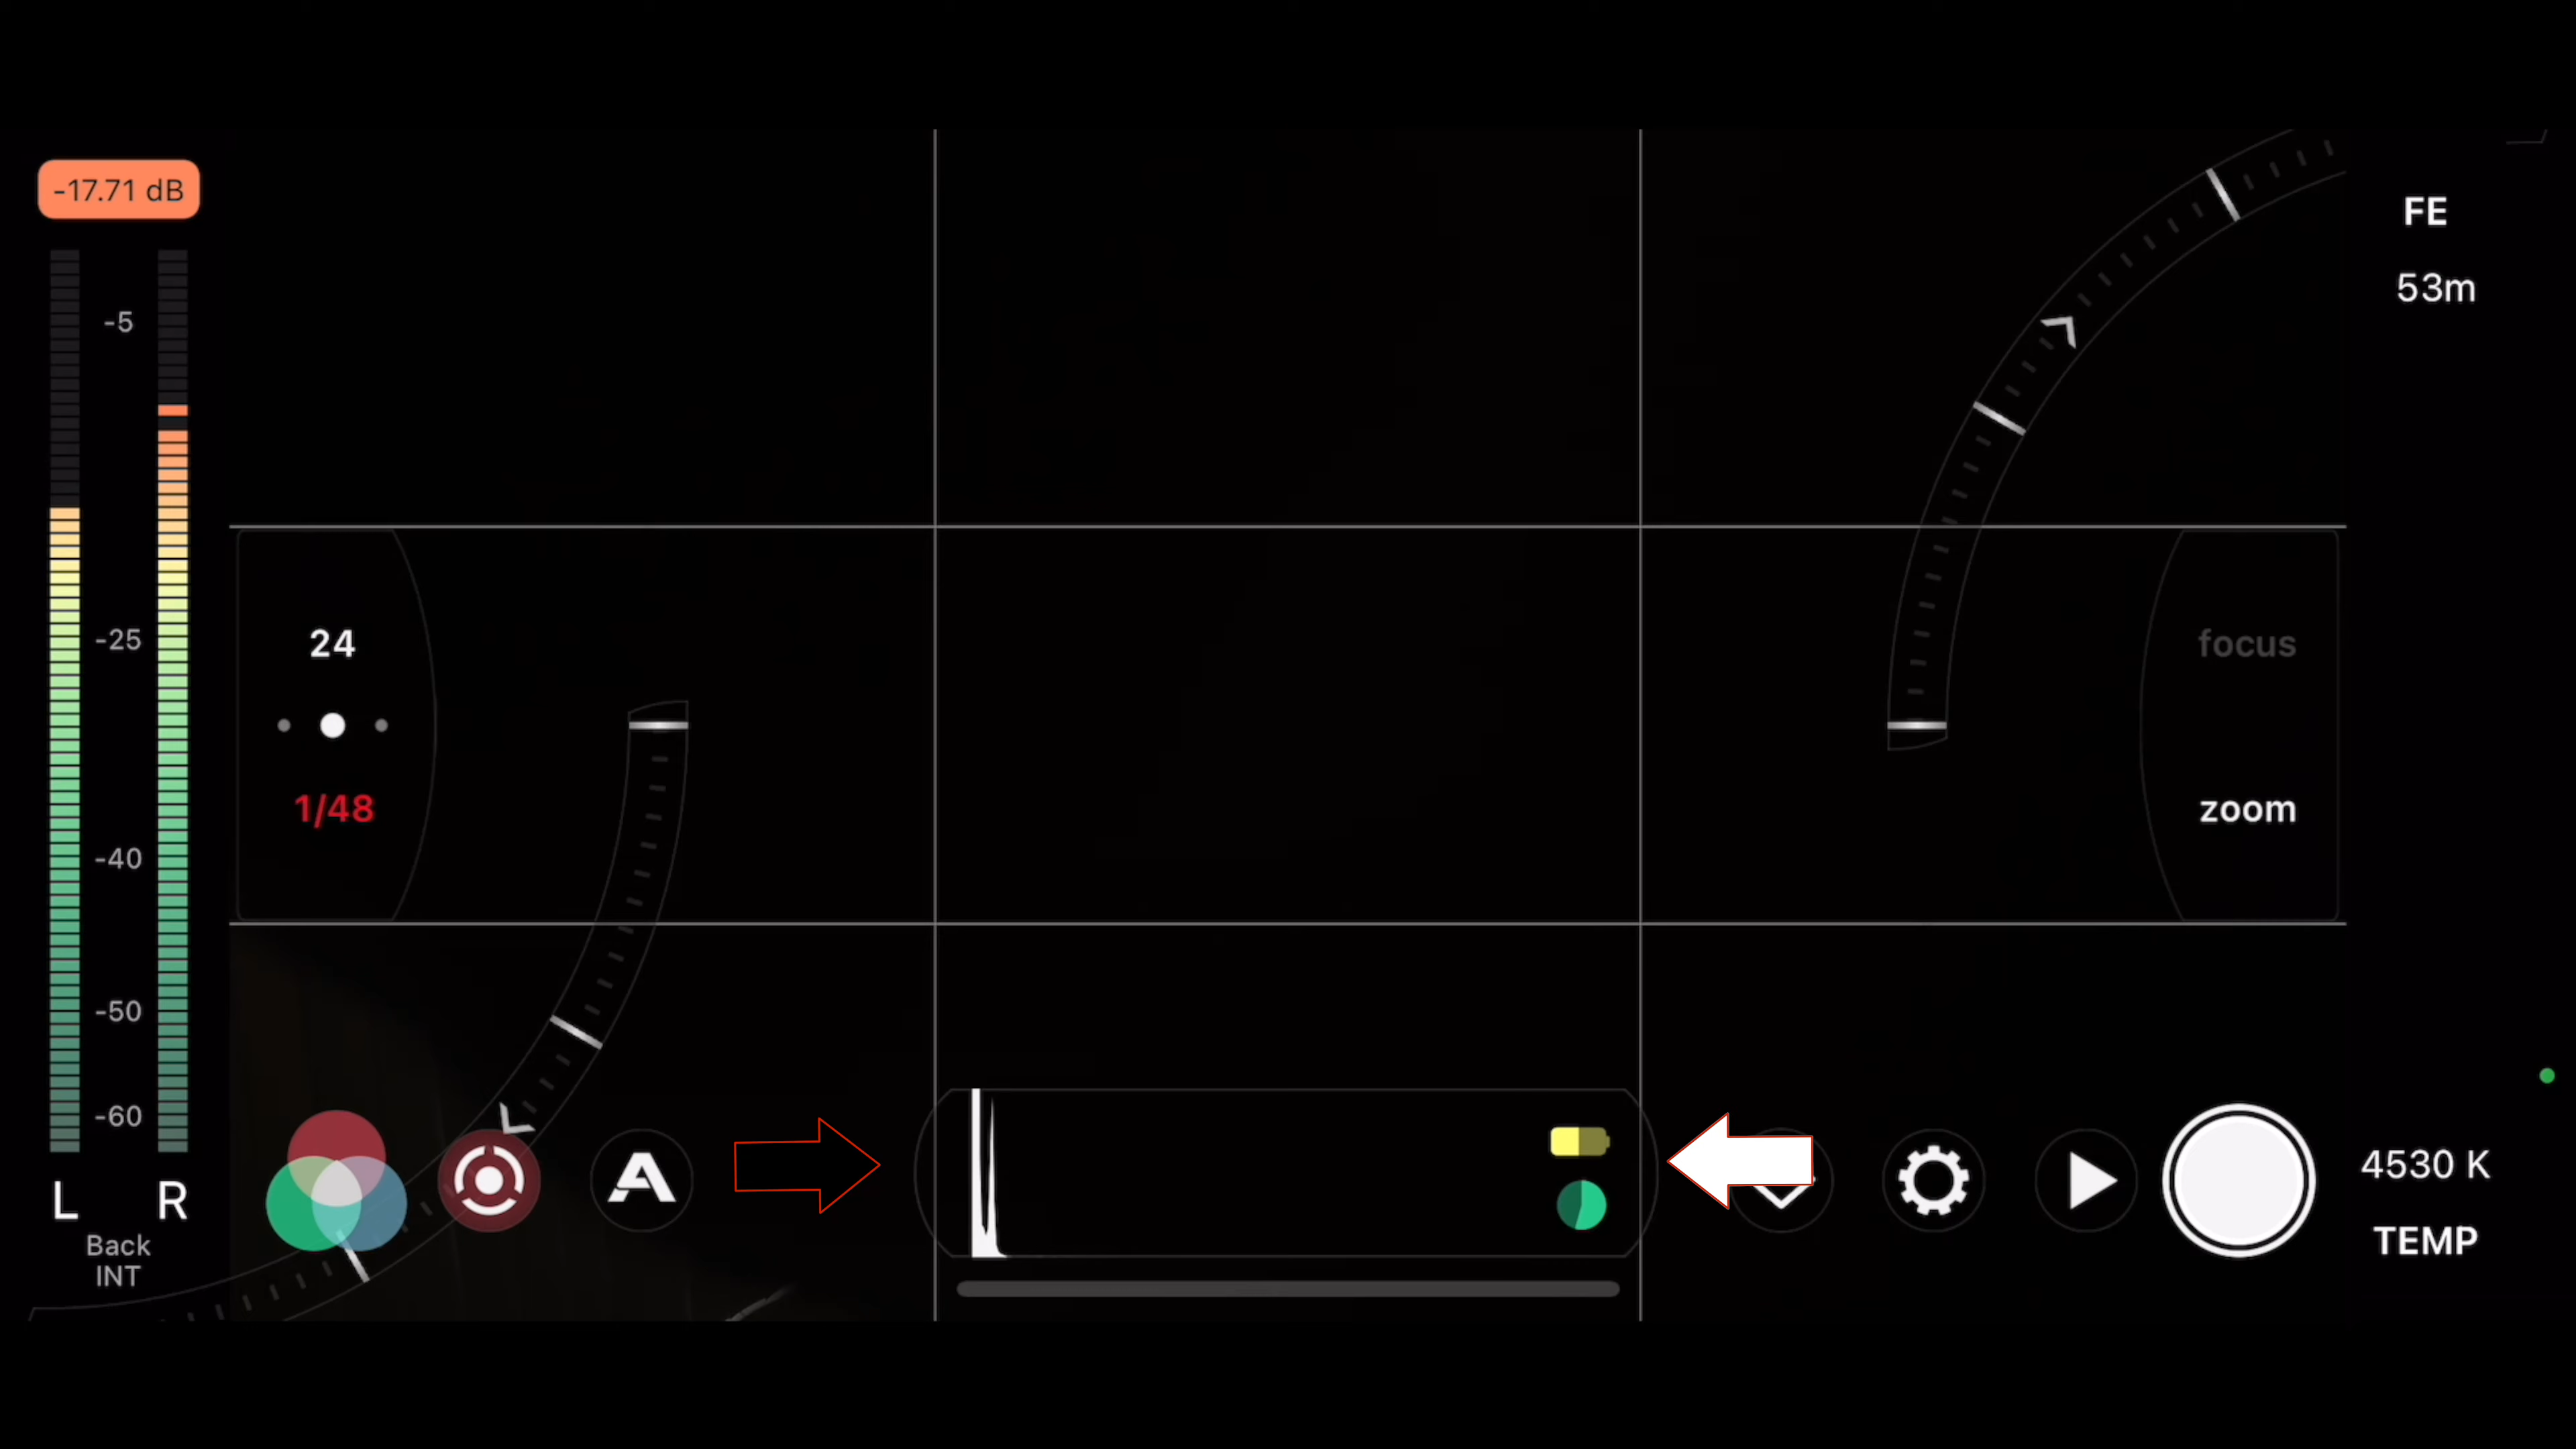 -17.71 dB
-5
-25
-40
-50
-60
L R
Back
INT
24
1/48
A
FE
53m
focus
zoom
4530 K
TEMP